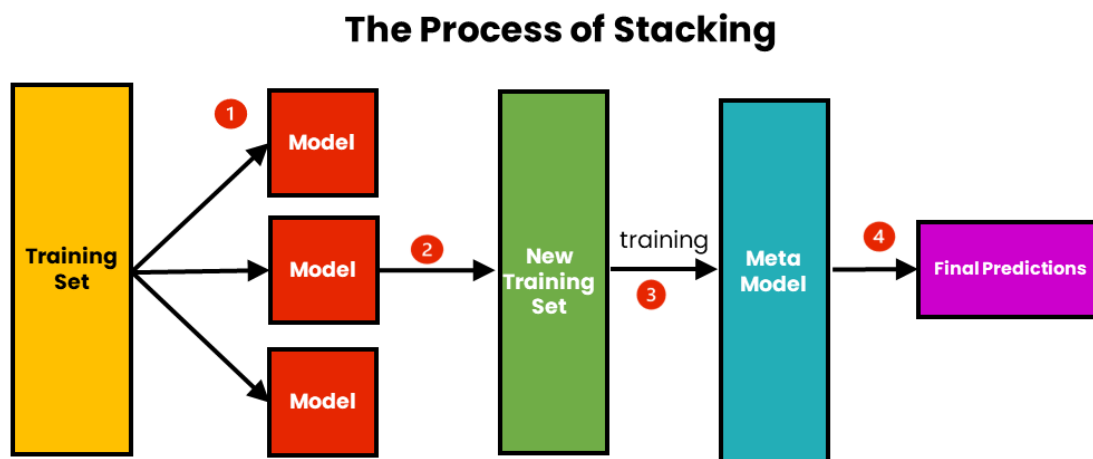 The Process of Stacking
Training
Set
1
Model
Model
Model
2
New
Training
Set
training
3
Meta
Model
4
Final Predictions